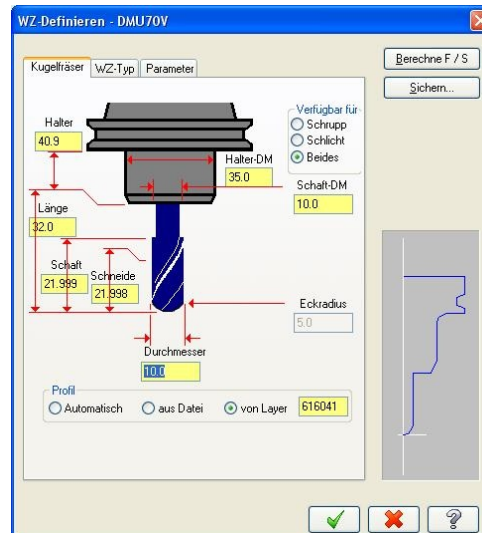 WZ-Definieren - DMU70V
Kugelfräser WZ-Typ Parameter
Berechne F / S
Sichern...
Halter
40.9
Verfügbar für
Schrupp
Schlicht
Beides
Halter-DM
35.0
Schaft-DM
10.0
Länge
32.0
Schaft
21.999
Schneide
21.998
Eckradius
5.0
Durchmesser
10.0
Profil
Automatisch aus Datei von Layer 616041